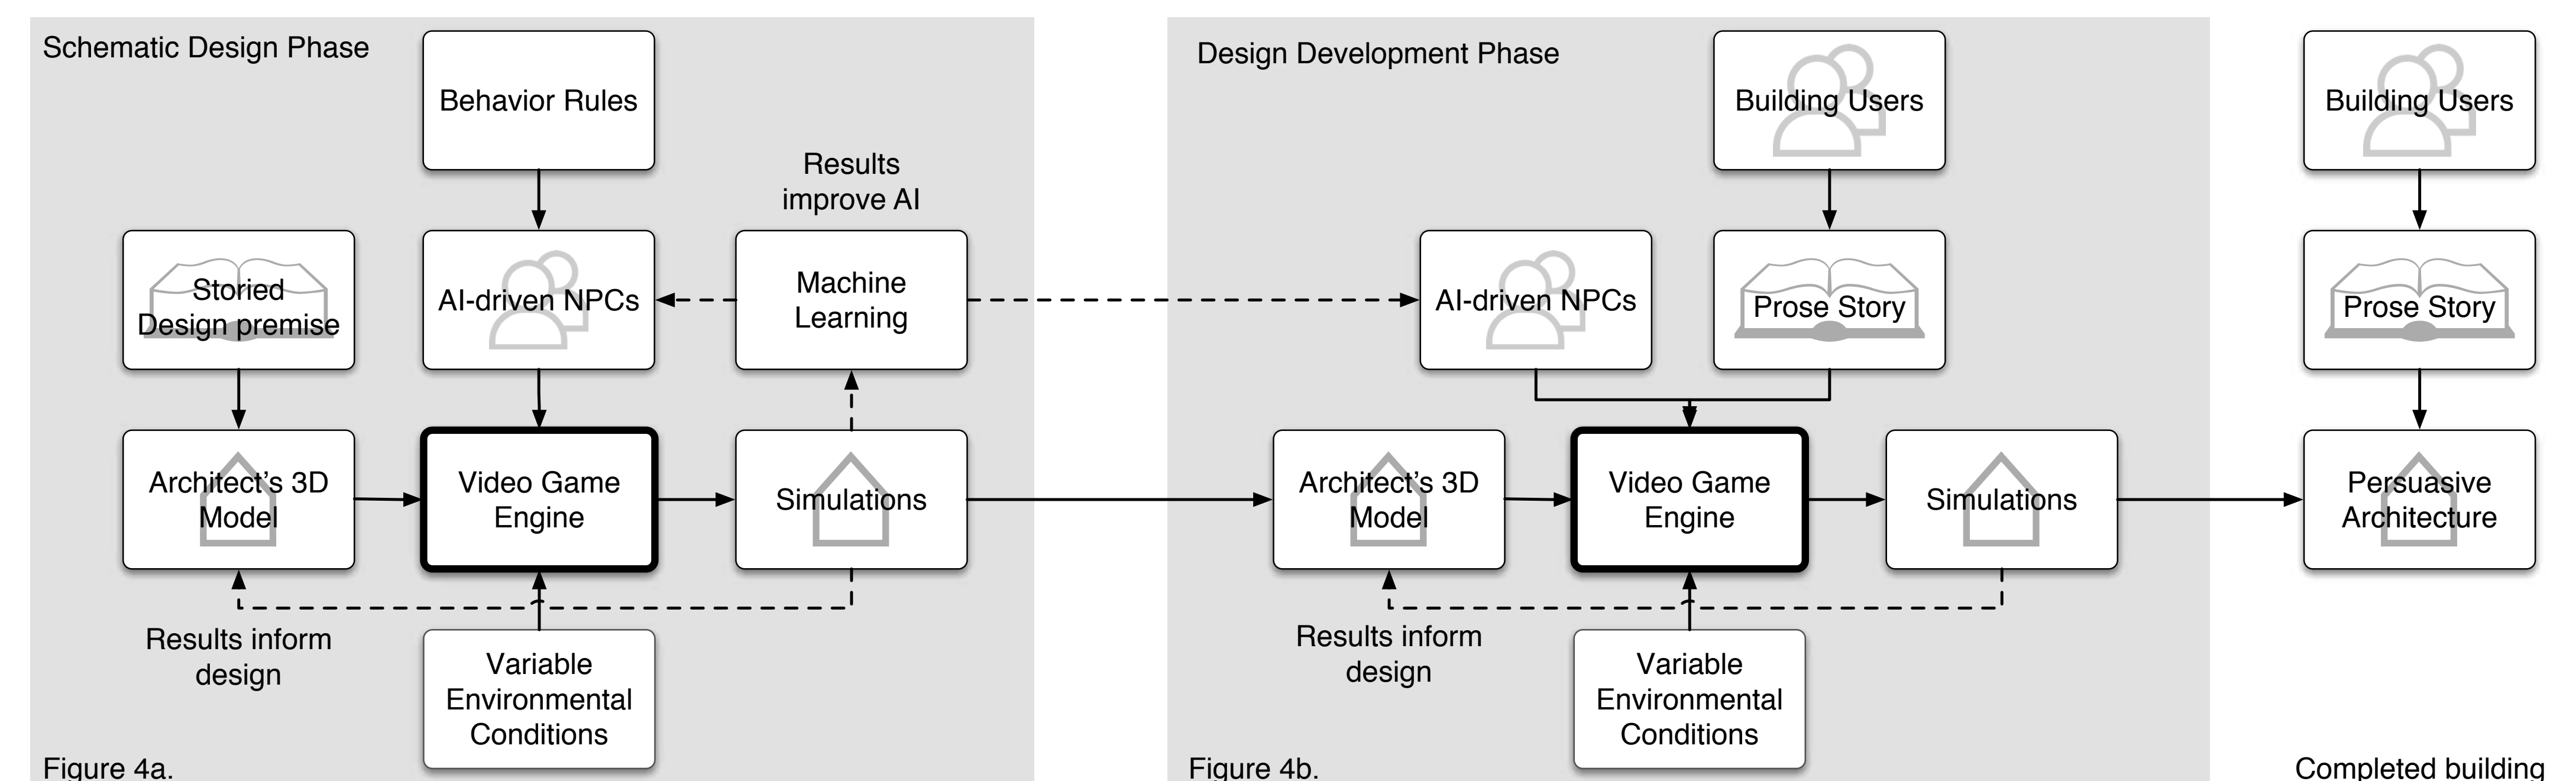 Schematic Design Phase
Behavior Rules
Results
improve AI
Storied
Design premise
AI-driven NPCs
Machine
Learning
Architect's 3D
Model
Video Game
Engine
Simulations
Results inform
design
Variable
Environmental
Conditions
Figure 4a.
Design Development Phase
Building Users
AI-driven NPCs
Prose Story
Architect's 3D
Model
Video Game
Engine
Simulations
Results inform
design
Variable
Environmental
Conditions
Figure 4b.
Building Users
Prose Story
Persuasive
Architecture
Completed building